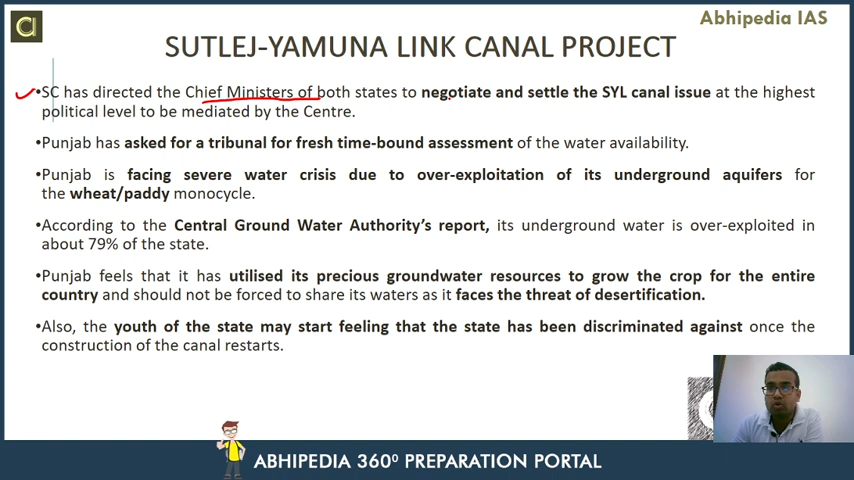 Abhipedia IAS
SUTLEJ-YAMUNA LINK CANAL PROJECT
•SC has directed the Chief Ministers of both states to negotiate and settle the SYL canal issue at the highest
political level to be mediated by the Centre.
•Punjab has asked for a tribunal for fresh time-bound assessment of the water availability.
•Punjab is facing severe water crisis due to over-exploitation of its underground aquifers for
the wheat/paddy monocycle.
•According to the Central Ground Water Authority's report, its underground water is over-exploited in
about 79% of the state.
•Punjab feels that it has utilised its precious groundwater resources to grow the crop for the entire
country and should not be forced to share its waters as it faces the threat of desertification.
•Also, the youth of the state may start feeling that the state has been discriminated against once the
construction of the canal restarts.
ABHIPEDIA 360⁰ PREPARATION PORTAL